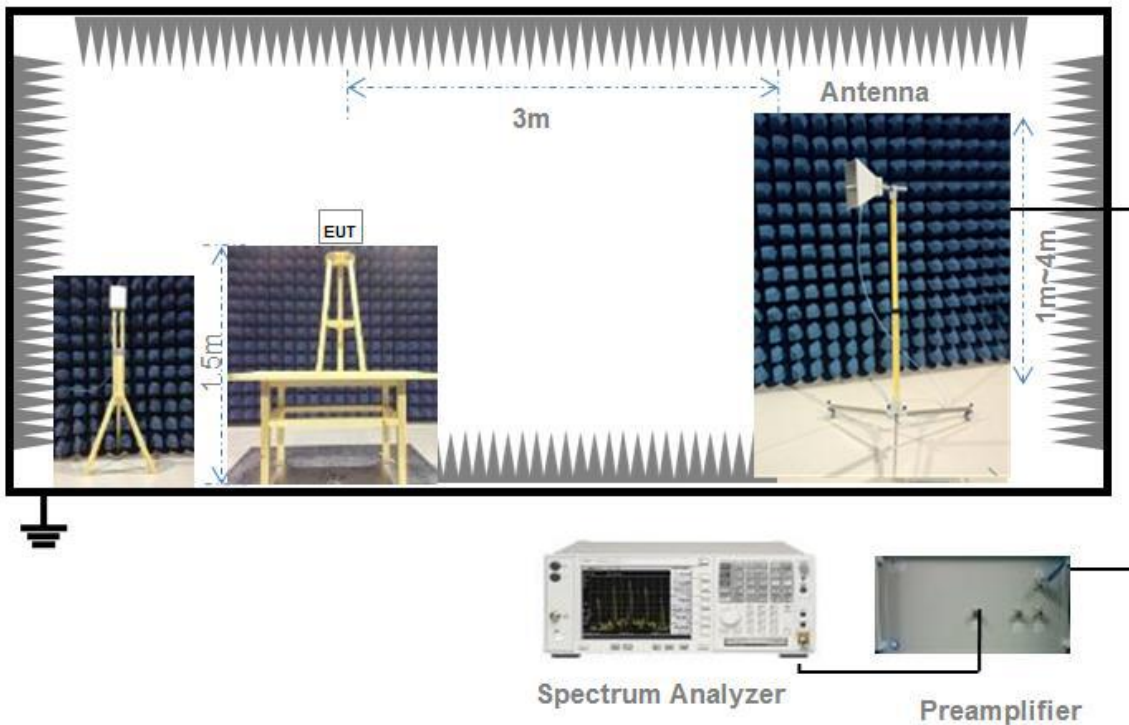 Antenna
3m
EUT
1.5m
1m~4m
Spectrum Analyzer
Preamplifier